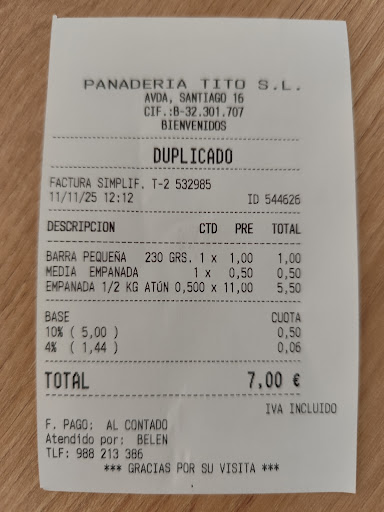 PANADERIA TITO S.L.
AVDA, SANTIAGO 16
CIF.:B-32.301.707
BIENVENIDOS
DUPLICADO
FACTURA SIMPLIF. T-2 532985
11/11/25 12:12 ID 544626
DESCRIPCION CTD PRE TOTAL
BARRA PEQUEÑA 230 GRS. 1 x 1,00 1,00
MEDIA EMPANADA 1 x 0,50 0,50
EMPANADA 1/2 KG ATÚN 0,500 x 11,00 5,50
BASE CUOTA
10% ( 5,00 ) 0,50
4% ( 1,44 ) 0,06
TOTAL 7,00 €
IVA INCLUIDO
F. PAGO: AL CONTADO
Atendido por: BELEN
TLF: 988 213 386
*** GRACIAS POR SU VISITA ***